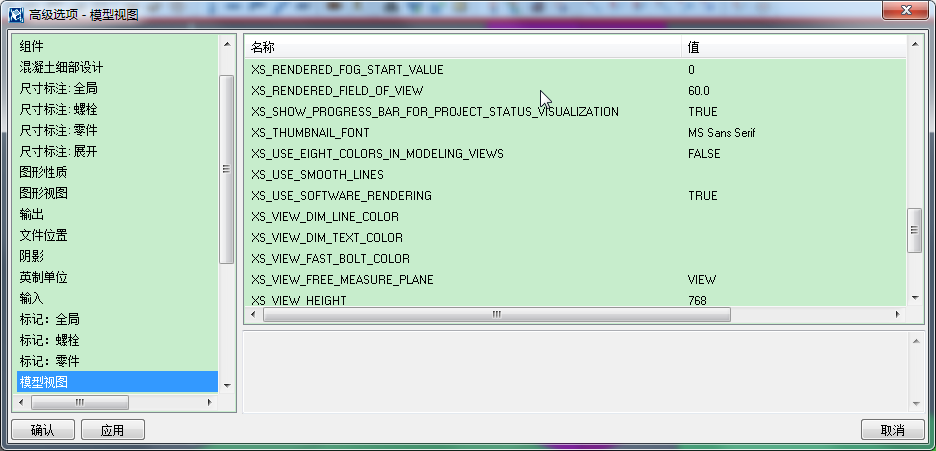 高级选项 - 模型视图
组件
混凝土细部设计
尺寸标注: 全局
尺寸标注: 螺栓
尺寸标注: 零件
尺寸标注: 展开
图形性质
图形视图
输出
文件位置
阴影
英制单位
输入
标记: 全局
标记: 螺栓
标记: 零件
模型视图
名称 值
XS_RENDERED_FOG_START_VALUE 0
XS_RENDERED_FIELD_OF_VIEW 60.0
XS_SHOW_PROGRESS_BAR_FOR_PROJECT_STATUS_VISUALIZATION TRUE
XS_THUMBNAIL_FONT MS Sans Serif
XS_USE_EIGHT_COLORS_IN_MODELING_VIEWS FALSE
XS_USE_SMOOTH_LINES
XS_USE_SOFTWARE_RENDERING TRUE
XS_VIEW_DIM_LINE_COLOR
XS_VIEW_DIM_TEXT_COLOR
XS_VIEW_FAST_BOLT_COLOR
XS_VIEW_FREE_MEASURE_PLANE VIEW
XS_VIEW_HEIGHT 768
确认 应用 取消